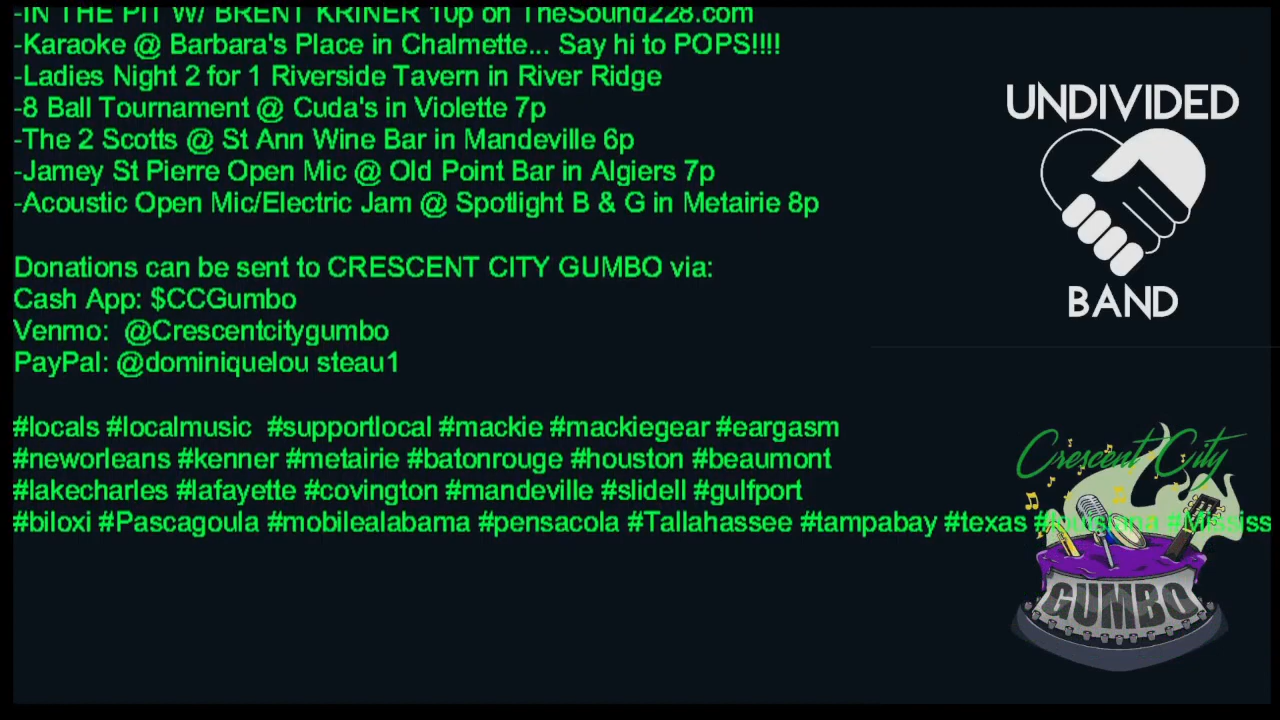 -IN THE PIT W/ BRENT KRINER 10p on TheSound228.com
-Karaoke @ Barbara's Place in Chalmette... Say hi to POPS!!!!
-Ladies Night 2 for 1 Riverside Tavern in River Ridge
-8 Ball Tournament @ Cuda's in Violette 7p
-The 2 Scotts @ St Ann Wine Bar in Mandeville 6p
-Jamey St Pierre Open Mic @ Old Point Bar in Algiers 7p
-Acoustic Open Mic/Electric Jam @ Spotlight B & G in Metairie 8p
Donations can be sent to CRESCENT CITY GUMBO via:
Cash App: $CCGumbo
Venmo:  @Crescentcitygumbo
PayPal: @dominiquelou steau1
#locals #localmusic  #supportlocal #mackie #mackiegear #eargasm
#neworleans #kenner #metairie #batonrouge #houston #beaumont
#lakecharles #lafayette #covington #mandeville #slidell #gulfport
#biloxi #Pascagoula #mobilealabama #pensacola #Tallahassee #tampabay #texas #louisiana #Mississ
UNDIVIDED
BAND
Crescent City
GUMBO